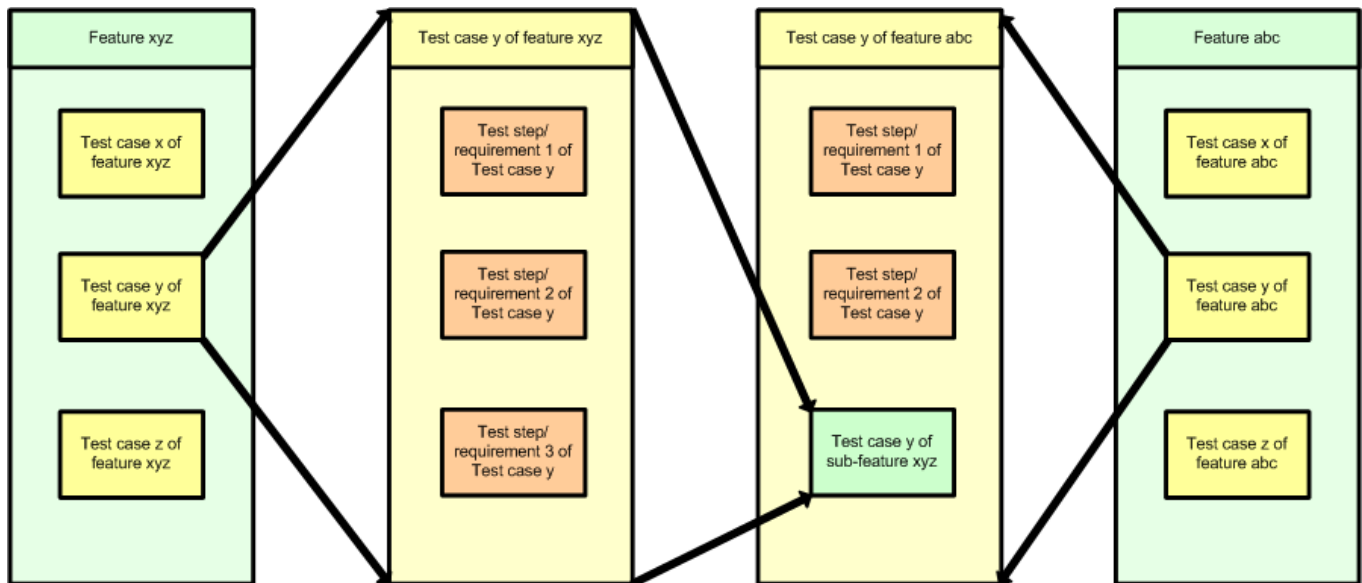 Feature xyz
Test case x of
feature xyz
Test case y of
feature xyz
Test case z of
feature xyz
Test case y of feature xyz
Test step/
requirement 1 of
Test case y
Test step/
requirement 2 of
Test case y
Test step/
requirement 3 of
Test case y
Test case y of feature abc
Test step/
requirement 1 of
Test case y
Test step/
requirement 2 of
Test case y
Test case y of
sub-feature xyz
Feature abc
Test case x of
feature abc
Test case y of
feature abc
Test case z of
feature abc